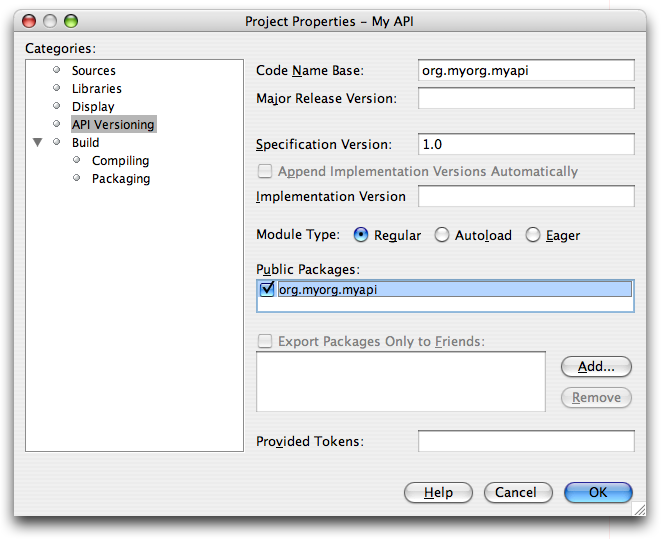 Project Properties – My API
Categories:
Sources
Libraries
Display
API Versioning
Build
Compiling
Packaging
Code Name Base: org.myorg.myapi
Major Release Version:
Specification Version: 1.0
Append Implementation Versions Automatically
Implementation Version
Module Type: Regular Autoload Eager
Public Packages:
org.myorg.myapi
Export Packages Only to Friends:
Add...
Remove
Provided Tokens:
Help Cancel OK